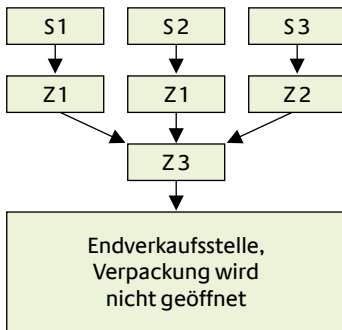 S1
S2
S3
Z1
Z1
Z2
Z3
Endverkaufsstelle,
Verpackung wird
nicht geöffnet